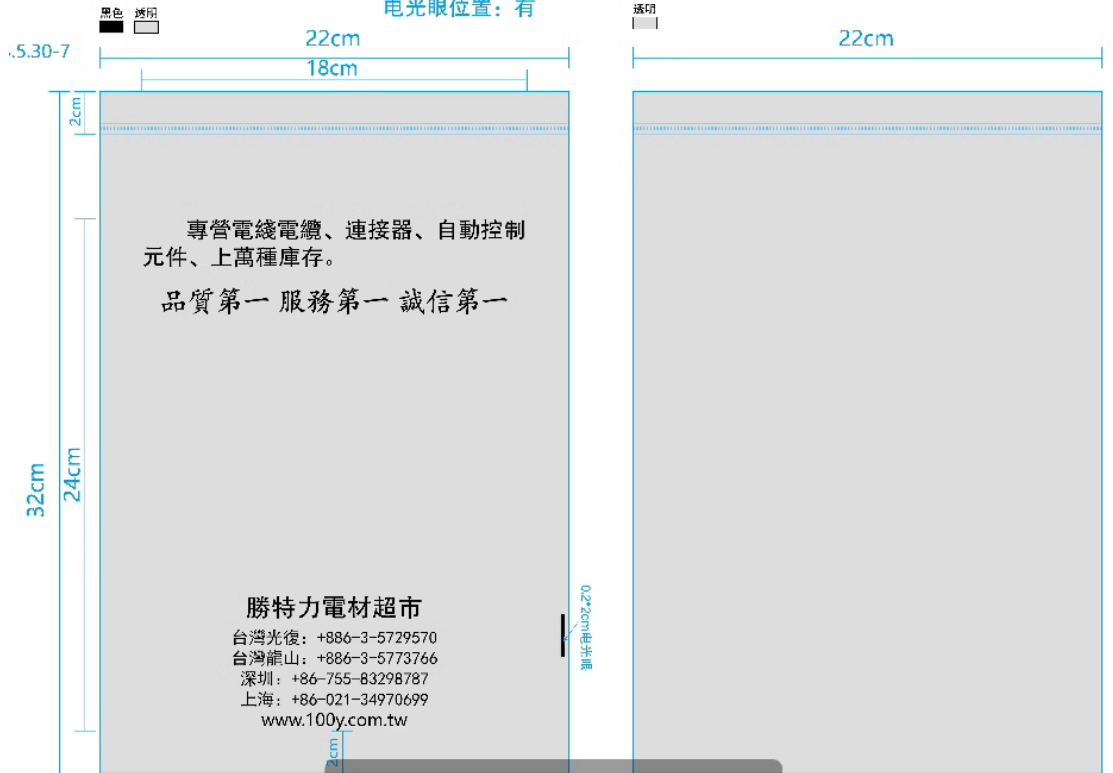 黑色 透明
电光眼位置：有
透明
.5.30-7
22cm
22cm
18cm
2cm
專營電綫電纜、連接器、自動控制
元件、上萬種庫存。
品質第一 服務第一 誠信第一
32cm
24cm
勝特力電材超市
台灣光復：+886-3-5729570
台灣龍山：+886-3-5773766
深圳：+86-755-83298787
上海：+86-021-34970699
www.100y.com.tw
0.2*2cm电光眼
2cm